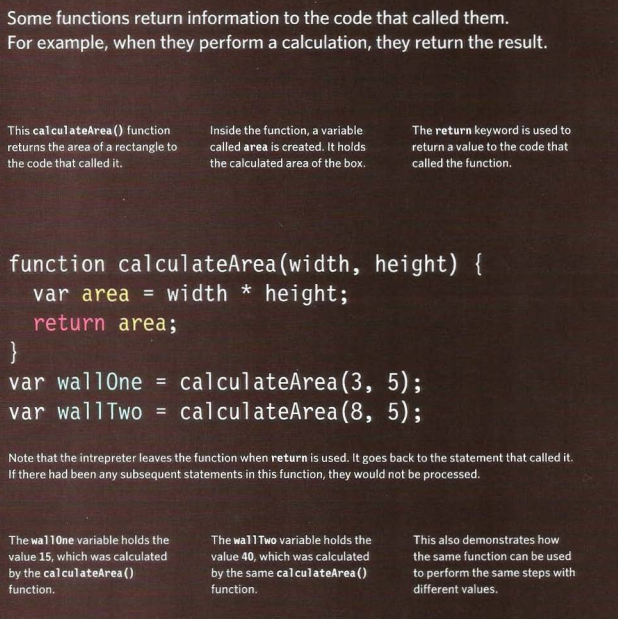 Some functions return information to the code that called them.
For example, when they perform a calculation, they return the result.
This calculateArea() function
returns the area of a rectangle to
the code that called it.
Inside the function, a variable
called area is created. It holds
the calculated area of the box.
The return keyword is used to
return a value to the code that
called the function.
function calculateArea(width, height) {
var area = width * height;
return area;
}
var wallOne = calculateArea(3, 5);
var wallTwo = calculateArea(8, 5);
Note that the intrepreter leaves the function when return is used. It goes back to the statement that called it.
If there had been any subsequent statements in this function, they would not be processed.
The wallOne variable holds the
value 15, which was calculated
by the calculateArea()
function.
The wallTwo variable holds the
value 40, which was calculated
by the same calculateArea()
function.
This also demonstrates how
the same function can be used
to perform the same steps with
different values.